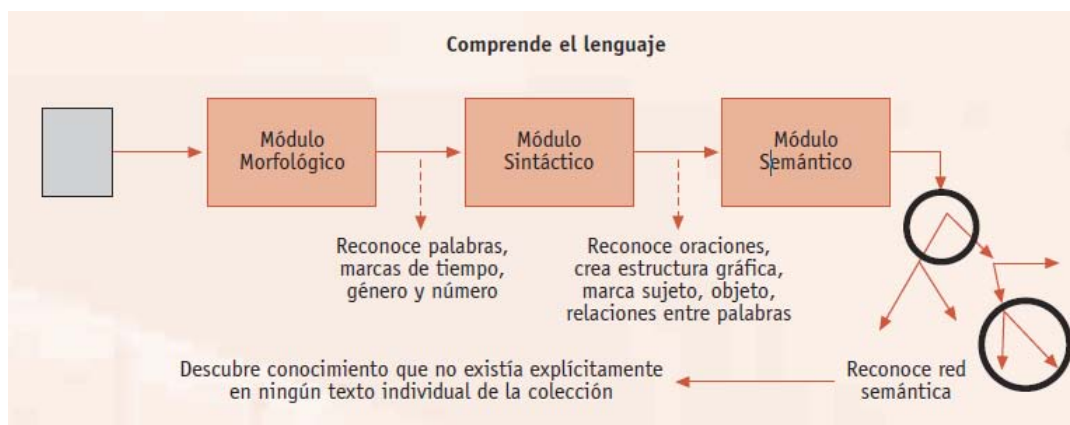 Comprende el lenguaje
Módulo
Morfológico
Módulo
Sintáctico
Módulo
Semántico
Reconoce palabras,
marcas de tiempo,
género y número
Reconoce oraciones,
crea estructura gráfica,
marca sujeto, objeto,
relaciones entre palabras
Descubre conocimiento que no existía explícitamente
en ningún texto individual de la colección
Reconoce red
semántica